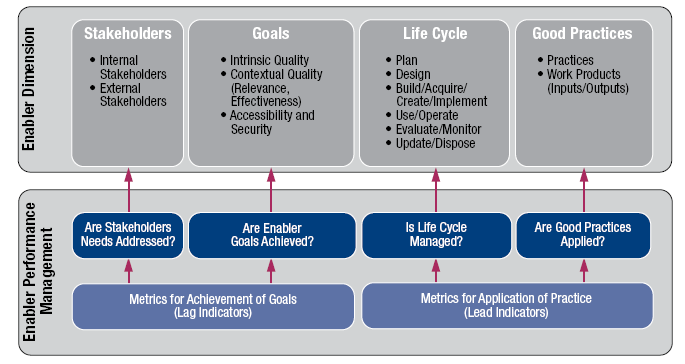 Enabler Dimension
Stakeholders
• Internal
Stakeholders
• External
Stakeholders
Goals
• Intrinsic Quality
• Contextual Quality
(Relevance,
Effectiveness)
• Accessibility and
Security
Life Cycle
• Plan
• Design
• Build/Acquire/
Create/Implement
• Use/Operate
• Evaluate/Monitor
• Update/Dispose
Good Practices
• Practices
• Work Products
(Inputs/Outputs)
Enabler Performance
Management
Are Stakeholders
Needs Addressed?
Are Enabler
Goals Achieved?
Is Life Cycle
Managed?
Are Good Practices
Applied?
Metrics for Achievement of Goals
(Lag Indicators)
Metrics for Application of Practice
(Lead Indicators)